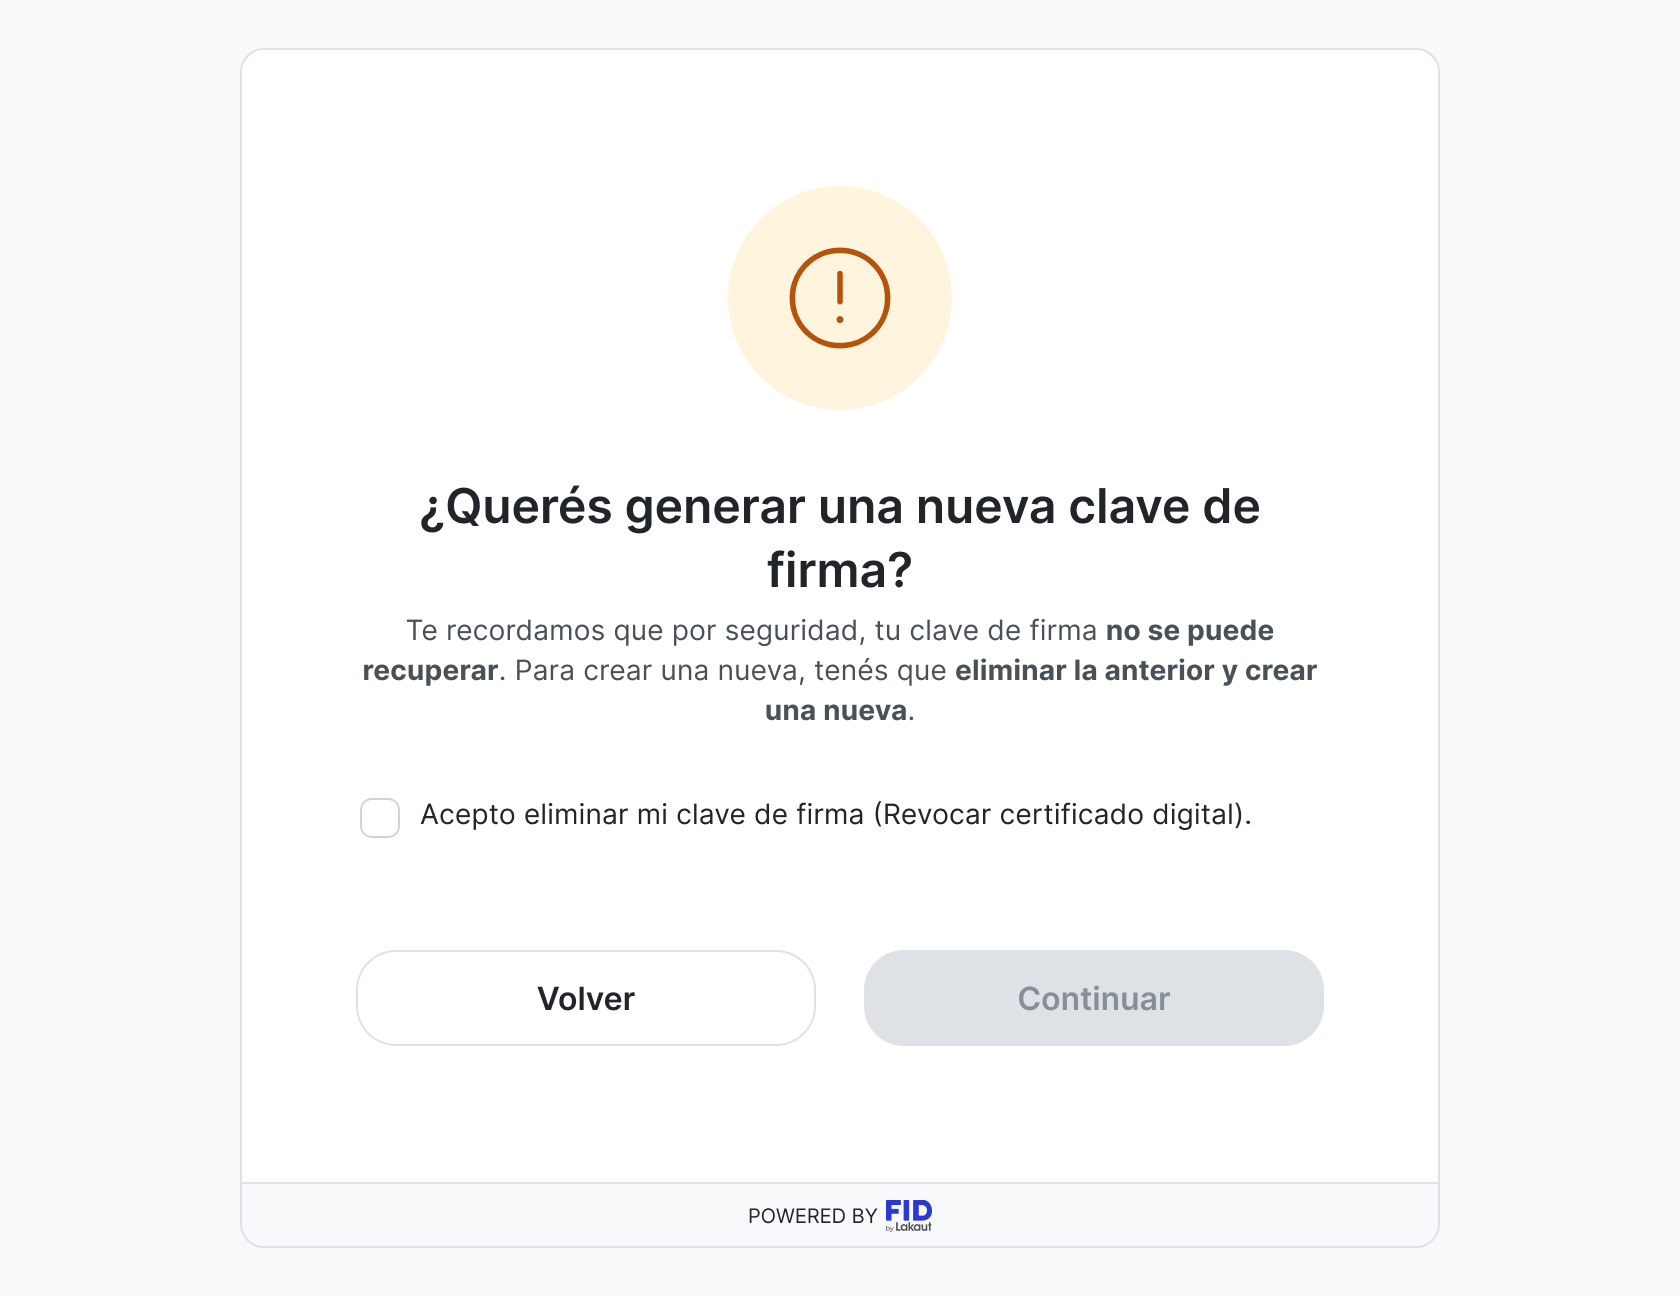 ¿Querés generar una nueva clave de
firma?
Te recordamos que por seguridad, tu clave de firma no se puede
recuperar. Para crear una nueva, tenés que eliminar la anterior y crear
una nueva.
Acepto eliminar mi clave de firma (Revocar certificado digital).
Volver
Continuar
POWERED BY FID
by Lakaut